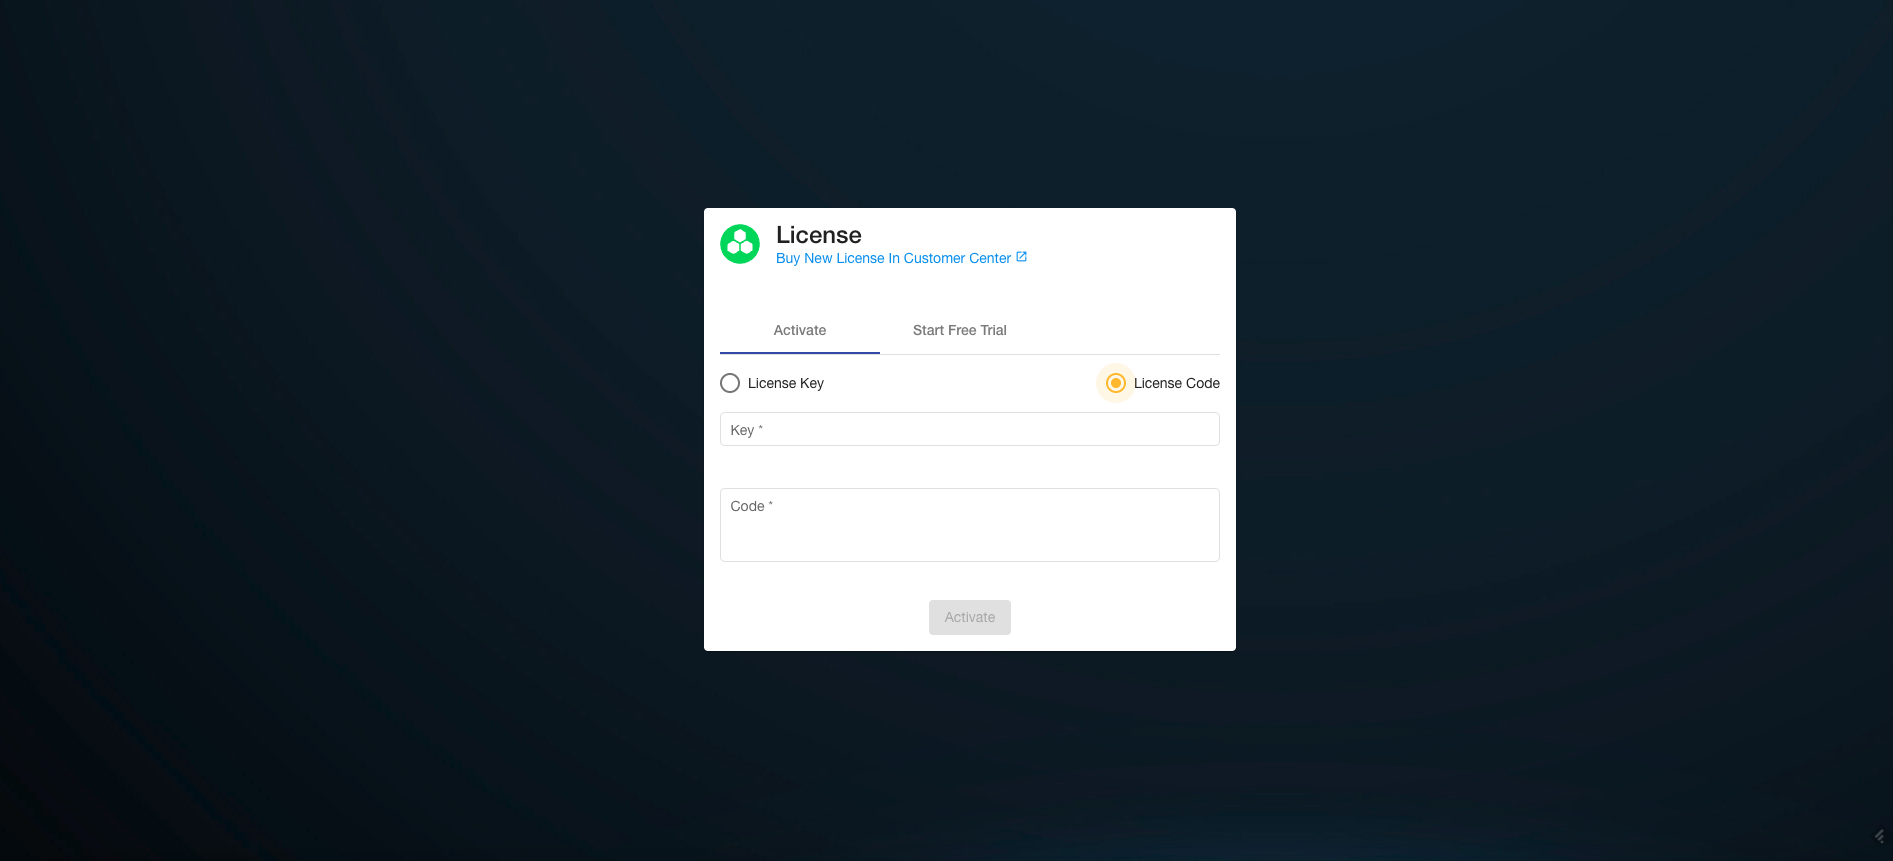 License
Buy New License In Customer Center
Activate
Start Free Trial
License Key
License Code
Key *
Code *
Activate